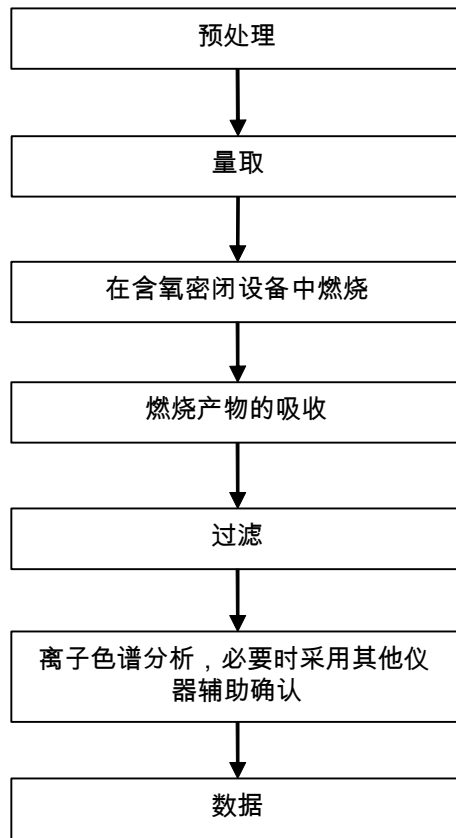 预处理
量取
在含氧密闭设备中燃烧
燃烧产物的吸收
过滤
离子色谱分析，必要时采用其他仪
器辅助确认
数据